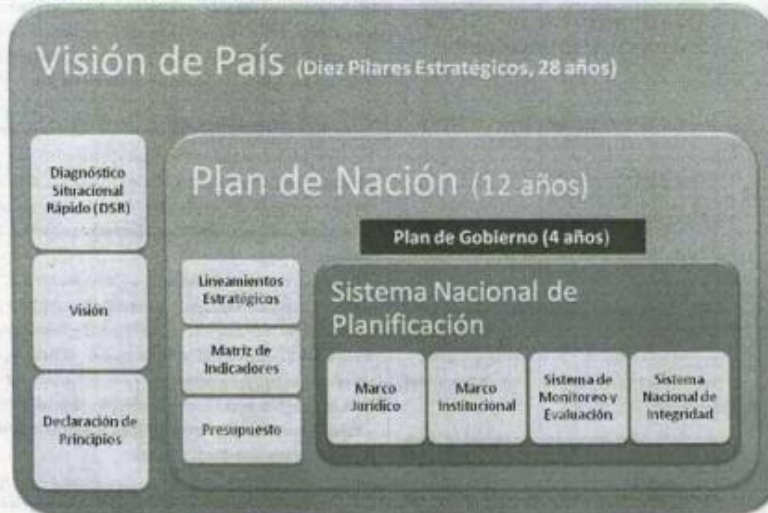 Visión de País (Diez Pilares Estratégicos, 28 años)
Diagnóstico
Situacional
Rápido (DSR)
Visión
Declaración de
Principios
Plan de Nación (12 años)
Plan de Gobierno (4 años)
Lineamientos
Estratégicos
Matriz de
Indicadores
Presupuesto
Sistema Nacional de
Planificación
Marco
Jurídico
Marco
Institucional
Sistema de
Monitoreo y
Evaluación
Sistema
Nacional de
Integridad